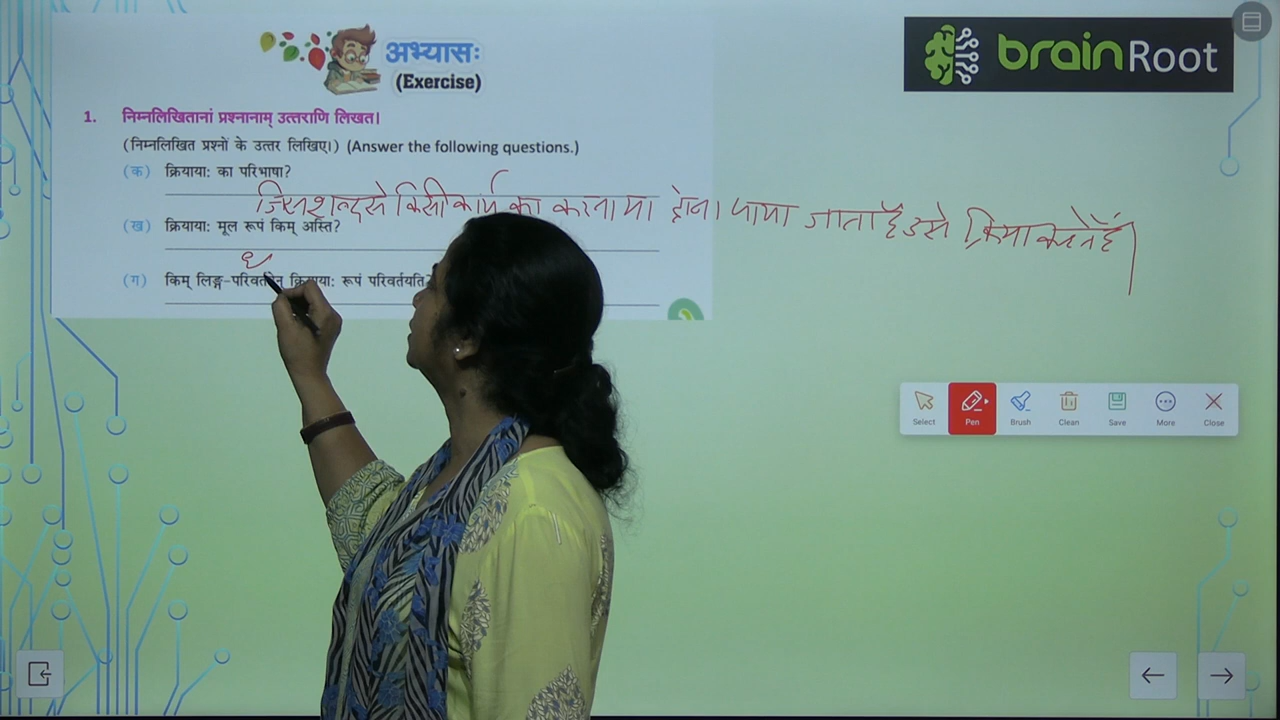 अभ्यासः
(Exercise)
brainRoot
1. निम्नलिखितानां प्रश्नानाम् उत्तराणि लिखत।
(निम्नलिखित प्रश्नों के उत्तर लिखिए।) (Answer the following questions.)
(क) क्रियायाः का परिभाषा?
जिस शब्द से किसी कार्य का करना या होना पाया जाता है उसे क्रिया कहते हैं।
(ख) क्रियायाः मूल रूपं किम् अस्ति?
ध
(ग) किम् लिङ्ग-परिवर्तनेन क्रियायाः रूपं परिवर्तयति?
Select Pen Brush Clean Save More Close